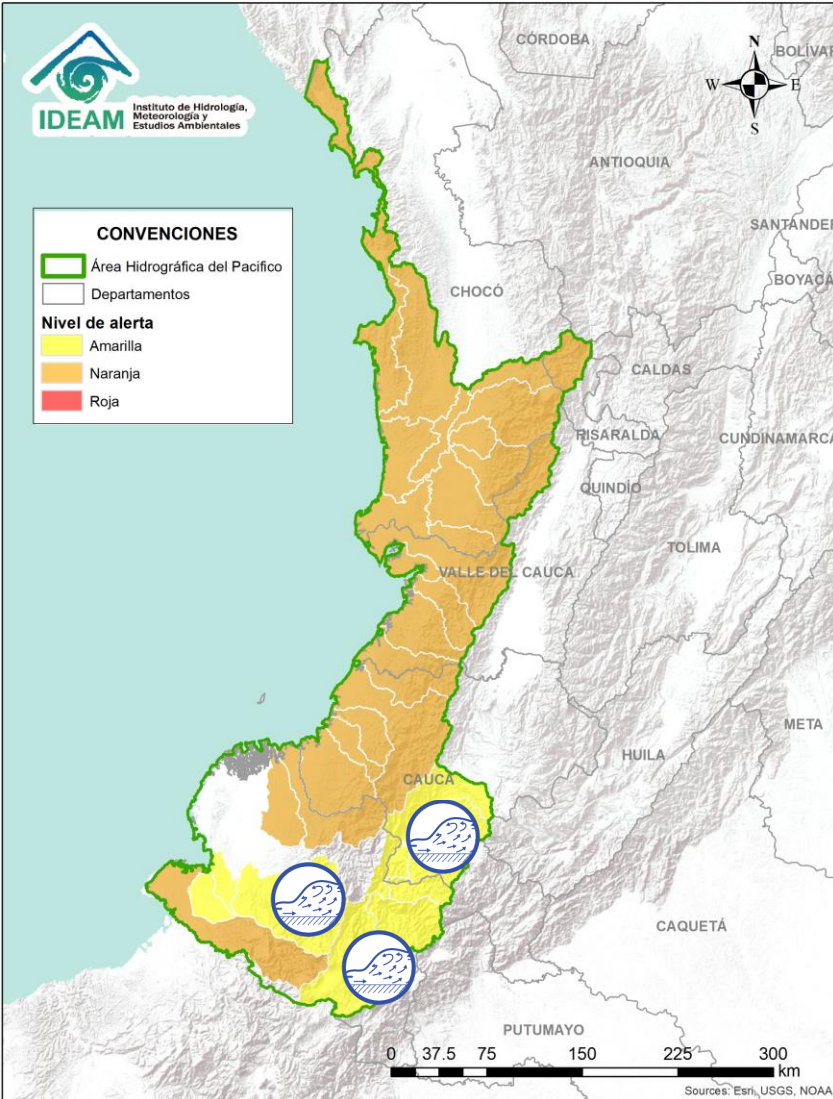 IDEAM
Instituto de Hidrología,
Meteorología y
Estudios Ambientales
N
W
E
S
CONVENCIONES
Área Hidrográfica del Pacifico
Departamentos
Nivel de alerta
Amarilla
Naranja
Roja
CÓRDOBA
BOLÍVAR
ANTIOQUIA
SANTANDER
BOYACÁ
CHOCÓ
CALDAS
RISARALDA
CUNDINAMARCA
QUINDÍO
TOLIMA
VALLE DEL CAUCA
META
HUILA
CAUCA
CAQUETÁ
PUTUMAYO
0 37.5 75 150 225 300
km
Sources: Esri, USGS, NOAA